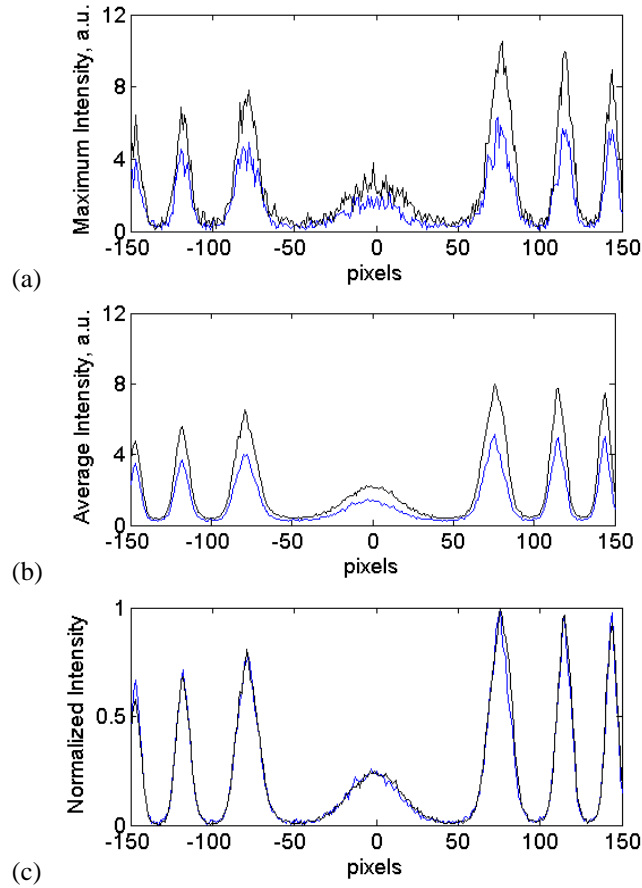 12
8
4
0
Maximum Intensity, a.u.
-150 -100 -50 0 50 100 150
pixels
(a)
12
8
4
0
Average Intensity, a.u.
-150 -100 -50 0 50 100 150
pixels
(b)
1
0.5
0
Normalized Intensity
-150 -100 -50 0 50 100 150
pixels
(c)